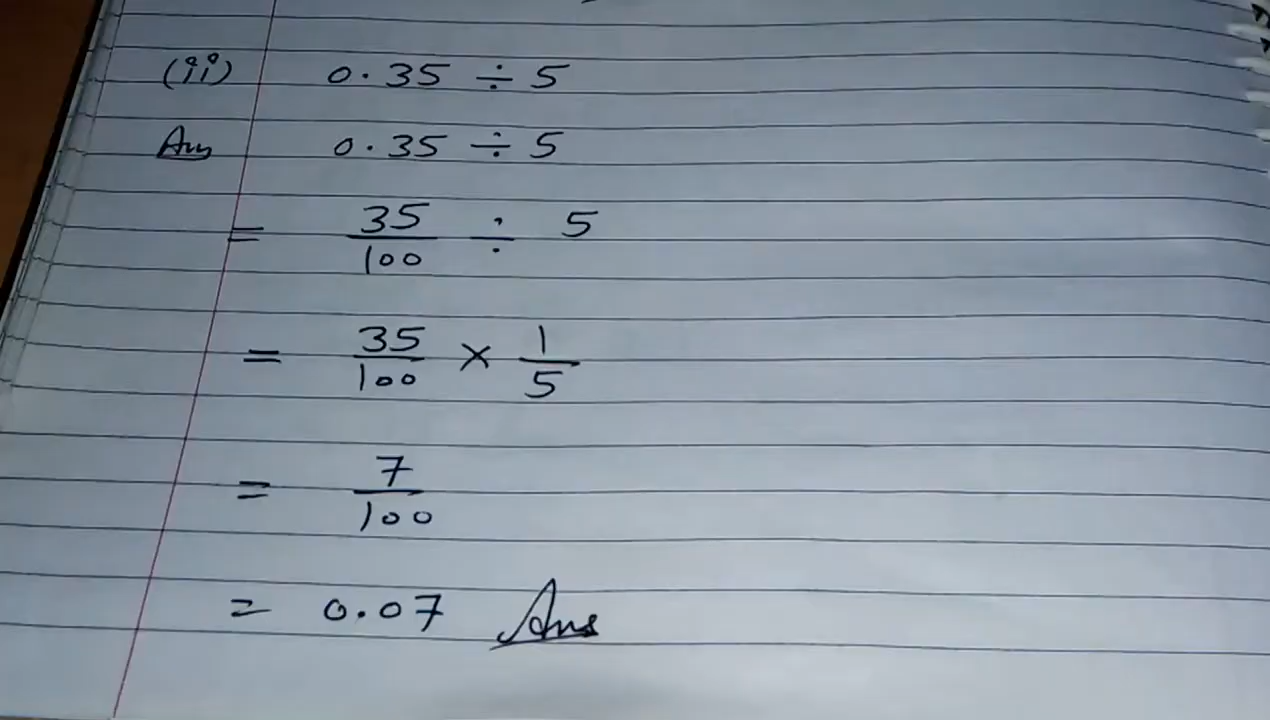 (ii) 0.35 ÷ 5
Ans 0.35 ÷ 5
= 35/100 ÷ 5
= 35/100 × 1/5
= 7/100
= 0.07 Ans